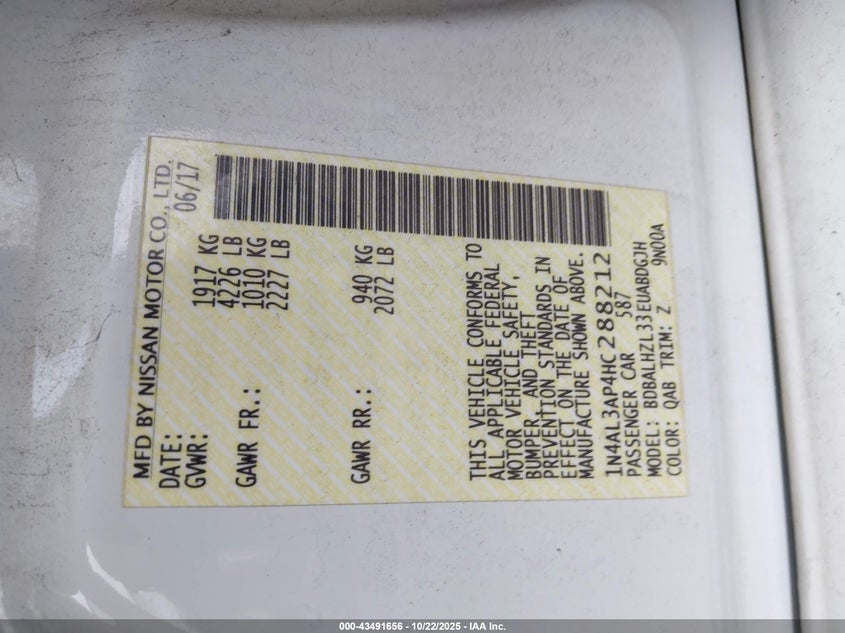 MFD BY NISSAN MOTOR CO., LTD.
DATE: 06/17
GVWR: 1917 KG
4226 LB
GAWR FR.: 1010 KG
2227 LB
GAWR RR.: 940 KG
2072 LB
THIS VEHICLE CONFORMS TO
ALL APPLICABLE FEDERAL
MOTOR VEHICLE SAFETY,
BUMPER, AND THEFT
PREVENTION STANDARDS IN
EFFECT ON THE DATE OF
MANUFACTURE SHOWN ABOVE.
1N4AL3AP4HC288212
PASSENGER CAR 587
MODEL: BDBALHZL33EUABDGJH
COLOR: QAB TRIM: Z 9N00A
000-43491656 - 10/22/2025 - IAA Inc.